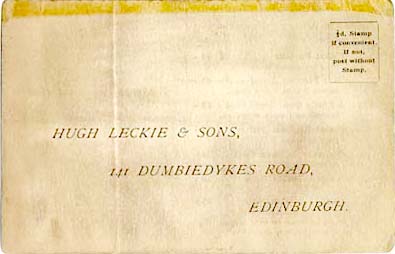 ½d. Stamp
if convenient.
If not,
post without
Stamp.
HUGH LECKIE & SONS,
141 DUMBIEDYKES ROAD,
EDINBURGH.